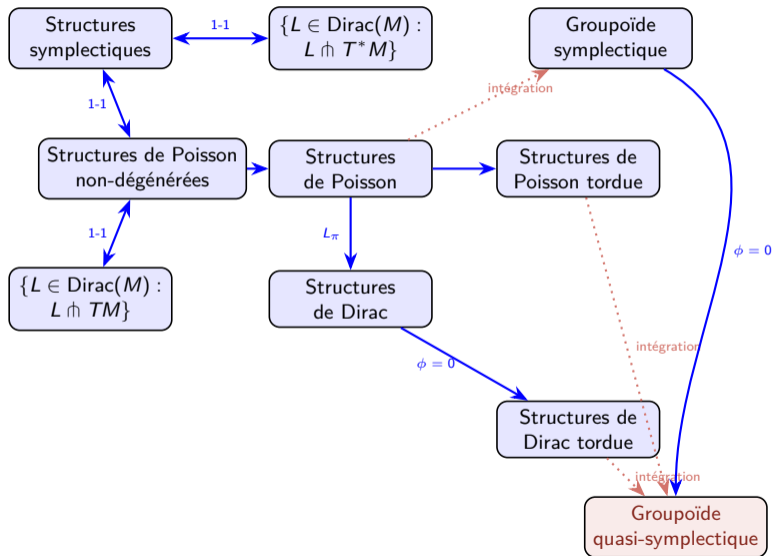 Structures
symplectiques
1-1
{L ∈ Dirac(M) :
L ⋔ T*M}
Groupoïde
symplectique
1-1
intégration
Structures de Poisson
non-dégénérées
Structures
de Poisson
Structures de
Poisson tordue
1-1
Lπ
ϕ = 0
{L ∈ Dirac(M) :
L ⋔ TM}
Structures
de Dirac
intégration
ϕ = 0
Structures de
Dirac tordue
intégration
Groupoïde
quasi-symplectique